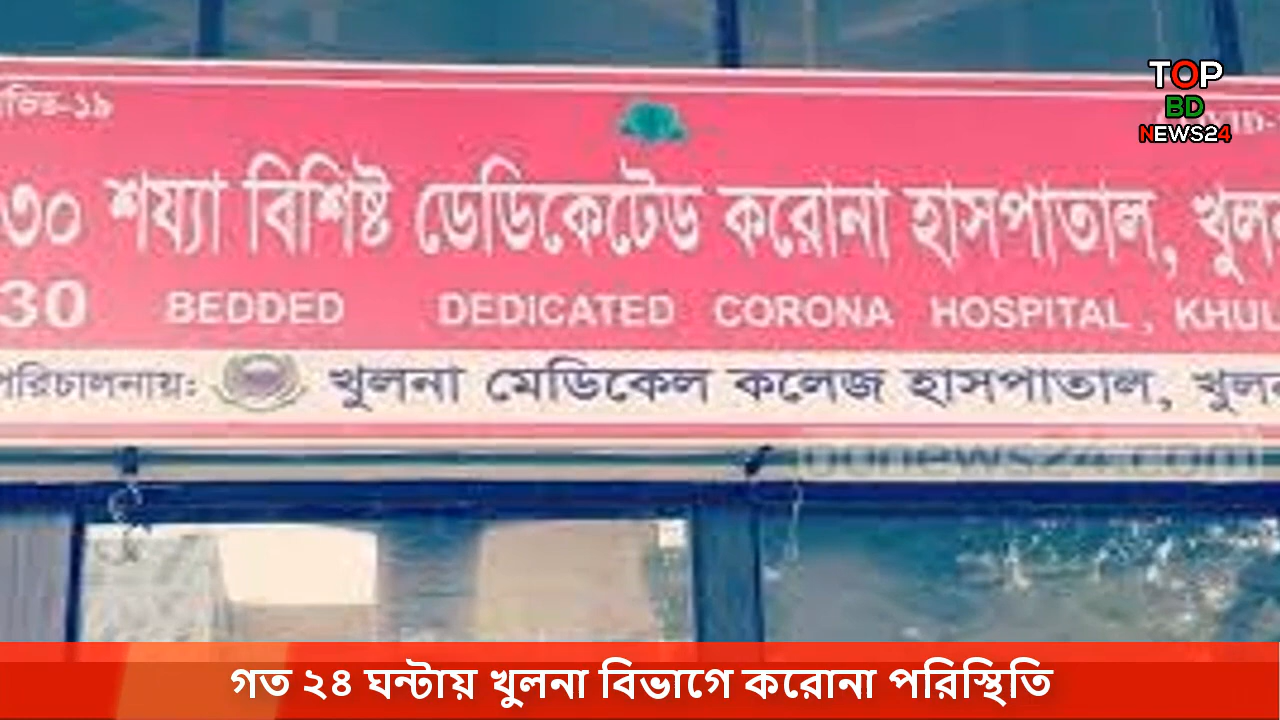 TOP
BD
NEWS24
৩০ শয্যা বিশিষ্ট ডেডিকেটেড করোনা হাসপাতাল,
30 BEDDED DEDICATED CORONA HOSPITAL, KHUL
পরিচালনায়: খুলনা মেডিকেল কলেজ হাসপাতাল,
গত ২৪ ঘন্টায় খুলনা বিভাগে করোনা পরিস্থিতি